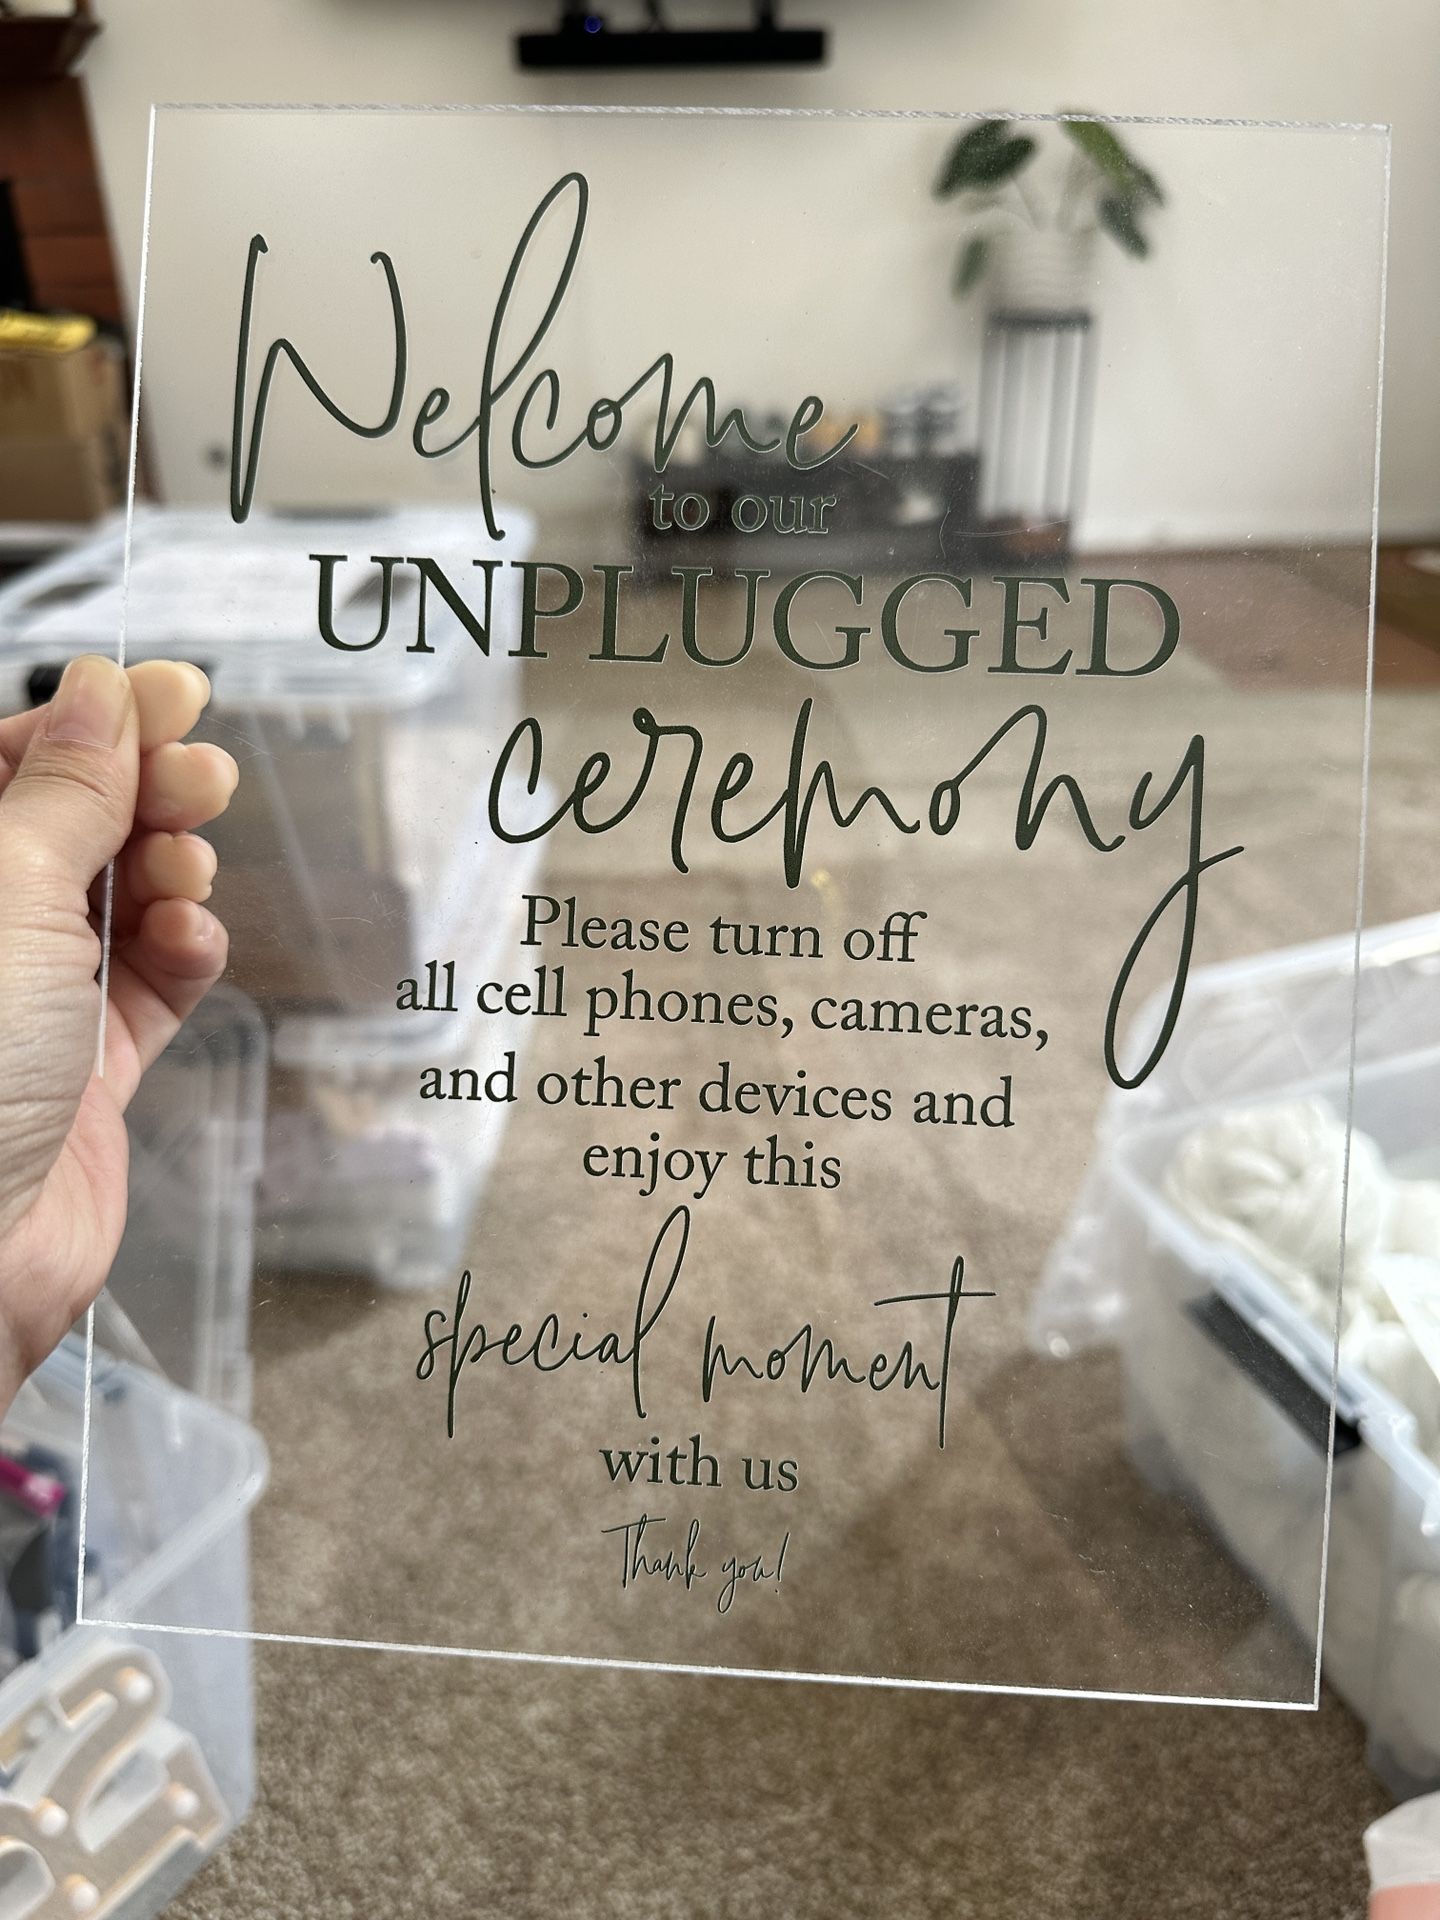 Welcome
to our
UNPLUGGED
ceremony
Please turn off
all cell phones, cameras,
and other devices and
enjoy this
special moment
with us
Thank you!